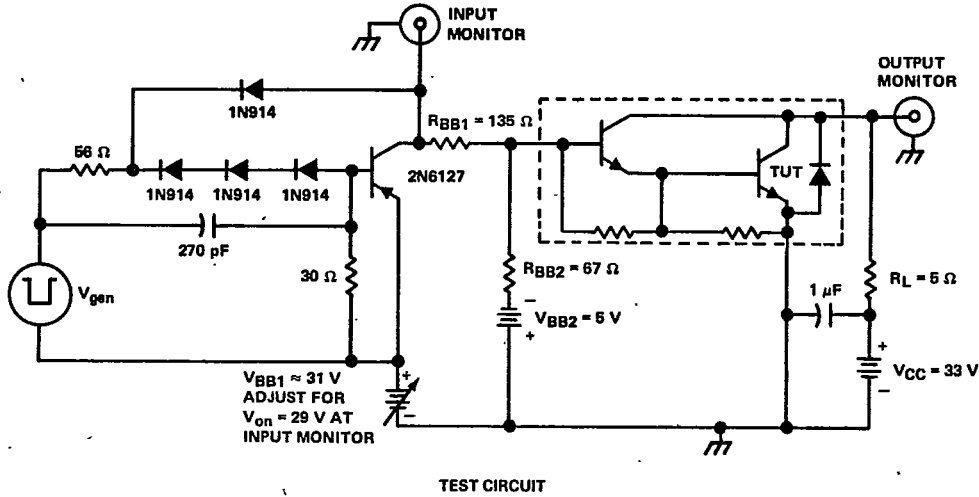 INPUT
MONITOR
OUTPUT
MONITOR
1N914
R_BB1 = 135 Ω
56 Ω
1N914
1N914
1N914
2N6127
TUT
270 pF
30 Ω
R_BB2 = 67 Ω
R_L = 5 Ω
1 μF
V_gen
−
V_BB2 = 5 V
+
+
V_CC = 33 V
−
V_BB1 ≈ 31 V
ADJUST FOR
V_on = 29 V AT
INPUT MONITOR
+
−
TEST CIRCUIT